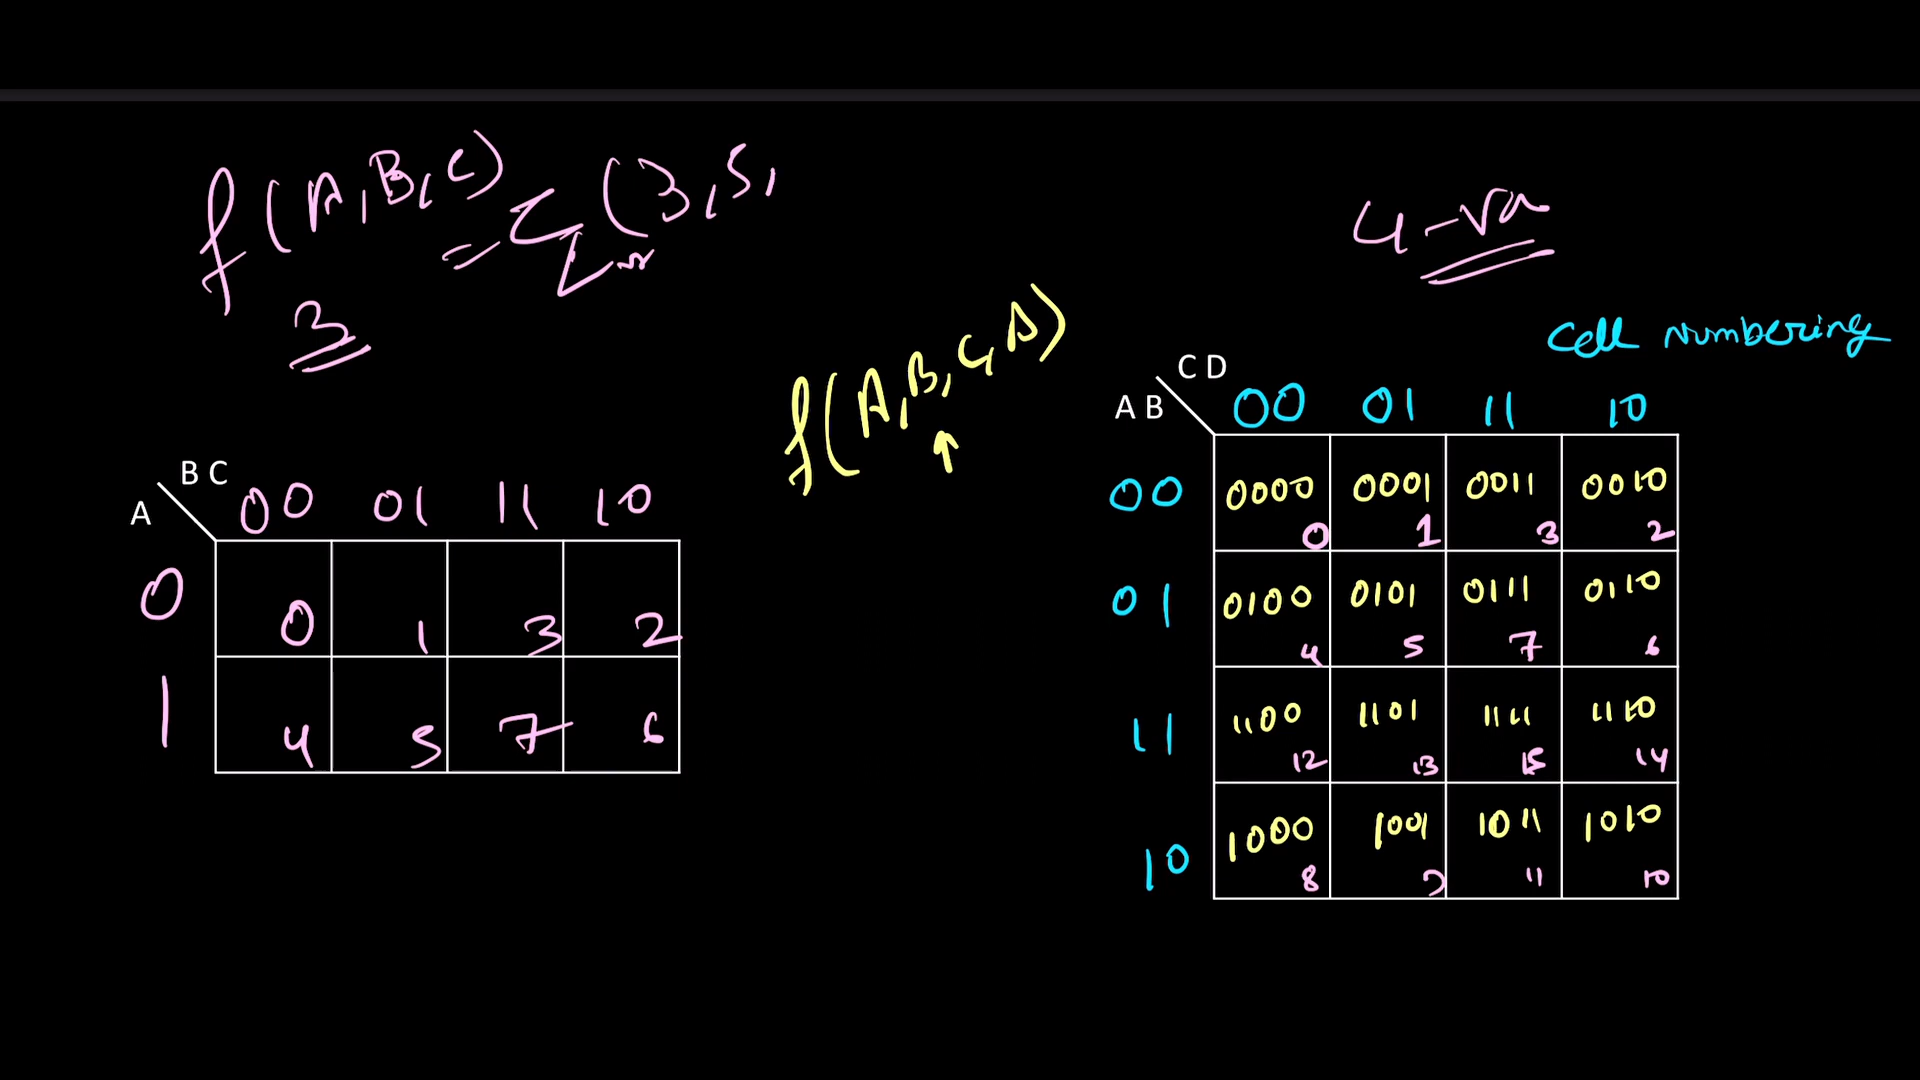 f(A,B,C)
= Σm (3,5,
3
4-va
f(A,B,C,D)
Cell Numbering
C D
A B 00 01 11 10
00 0000 0001 0011 0010
0 1 3 2
01 0100 0101 0111 0110
4 5 7 6
11 1100 1101 1111 1110
12 13 15 14
10 1000 1001 1011 1010
8 9 11 10
B C
A 00 01 11 10
0 0 1 3 2
1 4 5 7 6